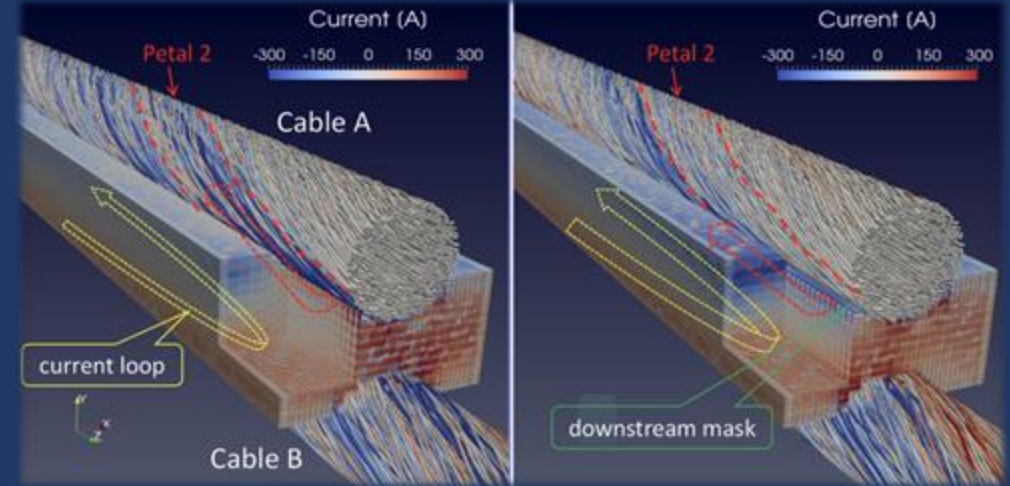 Current (A)
-300 -150 0 150 300
Petal 2
Cable A
current loop
Cable B
Current (A)
-300 -150 0 150 300
Petal 2
downstream mask